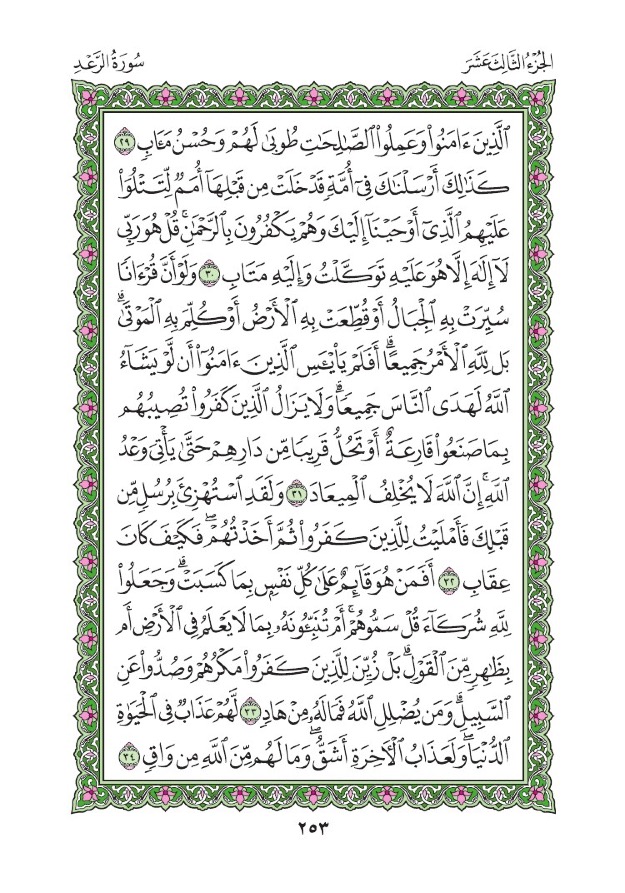 الجُزْءُ الثَّالِثَ عَشَرَ
سُورَةُ الرَّعْدِ
ٱلَّذِينَ ءَامَنُوا۟ وَعَمِلُوا۟ ٱلصَّٰلِحَٰتِ طُوبَىٰ لَهُمْ وَحُسْنُ مَـَٔابٍ ٢٩
كَذَٰلِكَ أَرْسَلْنَٰكَ فِىٓ أُمَّةٍ قَدْ خَلَتْ مِن قَبْلِهَآ أُمَمٌ لِّتَتْلُوَا۟
عَلَيْهِمُ ٱلَّذِىٓ أَوْحَيْنَآ إِلَيْكَ وَهُمْ يَكْفُرُونَ بِٱلرَّحْمَٰنِ ۚ قُلْ هُوَ رَبِّى
لَآ إِلَٰهَ إِلَّا هُوَ عَلَيْهِ تَوَكَّلْتُ وَإِلَيْهِ مَتَابِ ٣٠ وَلَوْ أَنَّ قُرْءَانًا
سُيِّرَتْ بِهِ ٱلْجِبَالُ أَوْ قُطِّعَتْ بِهِ ٱلْأَرْضُ أَوْ كُلِّمَ بِهِ ٱلْمَوْتَىٰ ۗ
بَل لِّلَّهِ ٱلْأَمْرُ جَمِيعًا ۗ أَفَلَمْ يَا۟يْـَٔسِ ٱلَّذِينَ ءَامَنُوٓا۟ أَن لَّوْ يَشَآءُ
ٱللَّهُ لَهَدَى ٱلنَّاسَ جَمِيعًا ۗ وَلَا يَزَالُ ٱلَّذِينَ كَفَرُوا۟ تُصِيبُهُم
بِمَا صَنَعُوا۟ قَارِعَةٌ أَوْ تَحُلُّ قَرِيبًا مِّن دَارِهِمْ حَتَّىٰ يَأْتِىَ وَعْدُ
ٱللَّهِ ۚ إِنَّ ٱللَّهَ لَا يُخْلِفُ ٱلْمِيعَادَ ٣١ وَلَقَدِ ٱسْتُهْزِئَ بِرُسُلٍ مِّن
قَبْلِكَ فَأَمْلَيْتُ لِلَّذِينَ كَفَرُوا۟ ثُمَّ أَخَذْتُهُمْ ۖ فَكَيْفَ كَانَ
عِقَابِ ٣٢ أَفَمَنْ هُوَ قَآئِمٌ عَلَىٰ كُلِّ نَفْسٍۭ بِمَا كَسَبَتْ ۗ وَجَعَلُوا۟
لِلَّهِ شُرَكَآءَ قُلْ سَمُّوهُمْ ۚ أَمْ تُنَبِّـُٔونَهُۥ بِمَا لَا يَعْلَمُ فِى ٱلْأَرْضِ أَم
بِظَٰهِرٍ مِّنَ ٱلْقَوْلِ ۗ بَلْ زُيِّنَ لِلَّذِينَ كَفَرُوا۟ مَكْرُهُمْ وَصُدُّوا۟ عَنِ
ٱلسَّبِيلِ ۗ وَمَن يُضْلِلِ ٱللَّهُ فَمَا لَهُۥ مِنْ هَادٍ ٣٣ لَّهُمْ عَذَابٌ فِى ٱلْحَيَوٰةِ
ٱلدُّنْيَا ۖ وَلَعَذَابُ ٱلْءَاخِرَةِ أَشَقُّ ۖ وَمَا لَهُم مِّنَ ٱللَّهِ مِن وَاقٍ ٣٤
٢٥٣